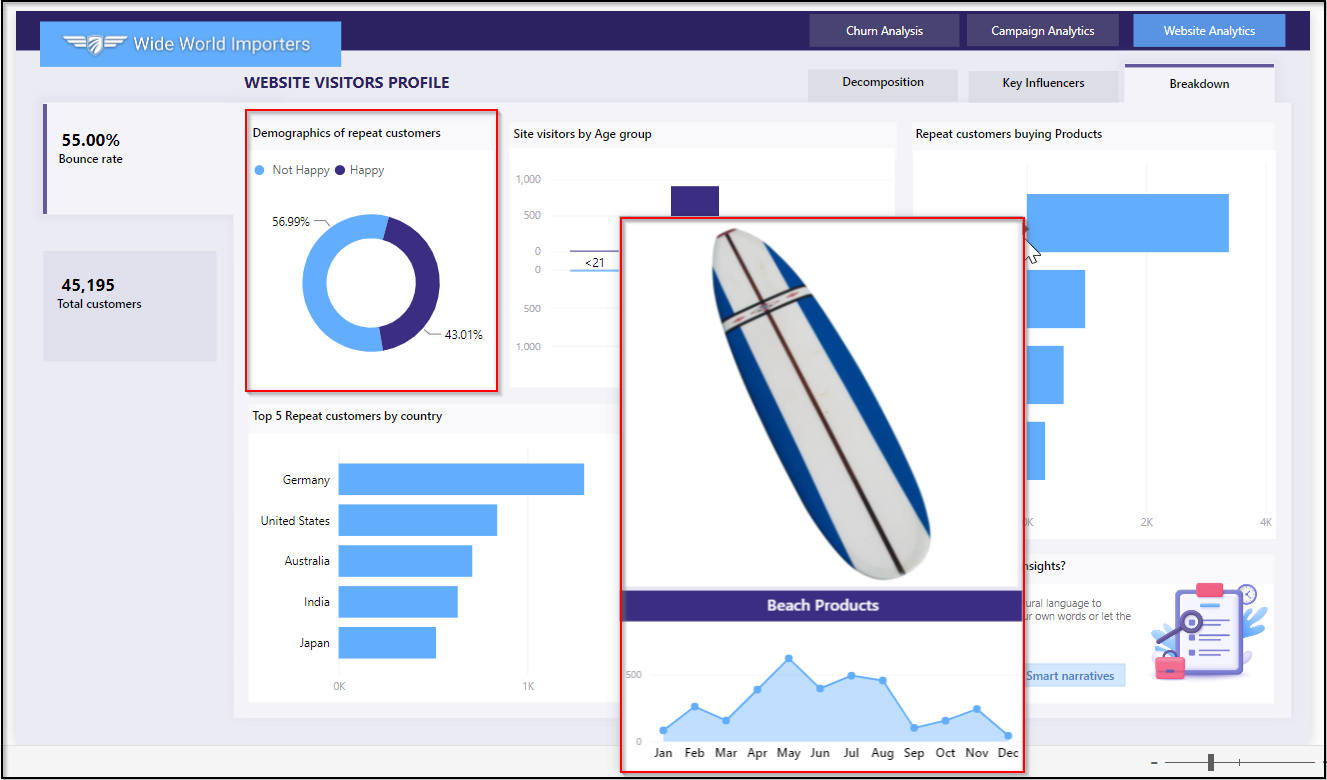 Wide World Importers
Churn Analysis
Campaign Analytics
Website Analytics
WEBSITE VISITORS PROFILE
Decomposition
Key Influencers
Breakdown
55.00%
Bounce rate
45,195
Total customers
Demographics of repeat customers
Not Happy
Happy
56.99%
43.01%
Site visitors by Age group
1,000
500
0
0
500
1,000
<21
Repeat customers buying Products
0K
2K
4K
Top 5 Repeat customers by country
Germany
United States
Australia
India
Japan
0K
1K
Beach Products
500
0
Jan Feb Mar Apr May Jun Jul Aug Sep Oct Nov Dec
nsights?
ural language to
ur own words or let the
Smart narratives